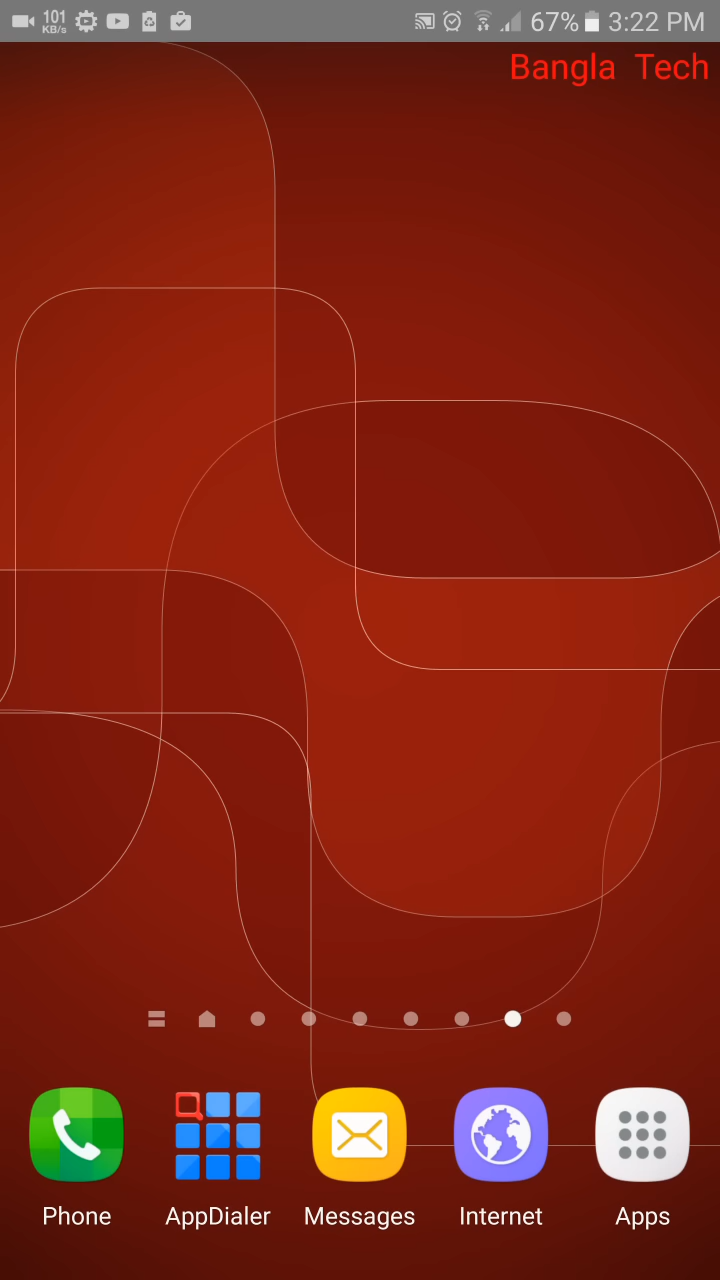 101 KB/s 67% 3:22 PM
Bangla Tech
Phone AppDialer Messages Internet Apps